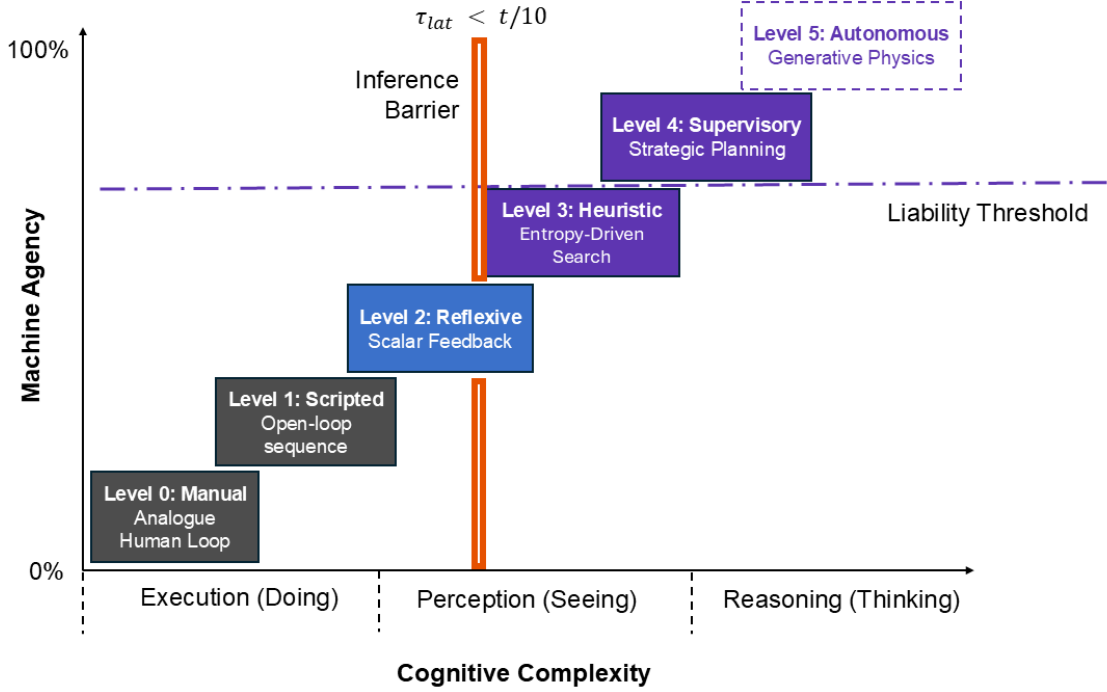 τ_lat < t/10
100%
Inference
Barrier
Level 5: Autonomous
Generative Physics
Level 4: Supervisory
Strategic Planning
Liability Threshold
Level 3: Heuristic
Entropy-Driven
Search
Machine Agency
Level 2: Reflexive
Scalar Feedback
Level 1: Scripted
Open-loop
sequence
Level 0: Manual
Analogue
Human Loop
0%
Execution (Doing)
Perception (Seeing)
Reasoning (Thinking)
Cognitive Complexity